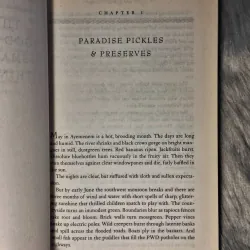 CHAPTER 1
PARADISE PICKLES
& PRESERVES
May in Ayemenem is a hot, brooding month. The days are long
and humid. The river shrinks and black crows gorge on bright man-
goes in still, dustgreen trees. Red bananas ripen. Jackfruits burst.
Dissolute bluebottles hum vacuously in the fruity air. Then they
stun themselves against clear windowpanes and die, fatly baffled in
the sun.
The nights are clear, but suffused with sloth and sullen expecta-
tion.
But by early June the southwest monsoon breaks and there are
three months of wind and water with short spells of sharp, glitter-
ing sunshine that thrilled children snatch to play with. The coun-
tryside turns an immodest green. Boundaries blur as tapioca fences
take root and bloom. Brick walls turn mossgreen. Pepper vines
snake up electric poles. Wild creepers burst through laterite banks
and spill across the flooded roads. Boats ply in the bazaars. And
small fish appear in the puddles that fill the PWD potholes on the
highways.